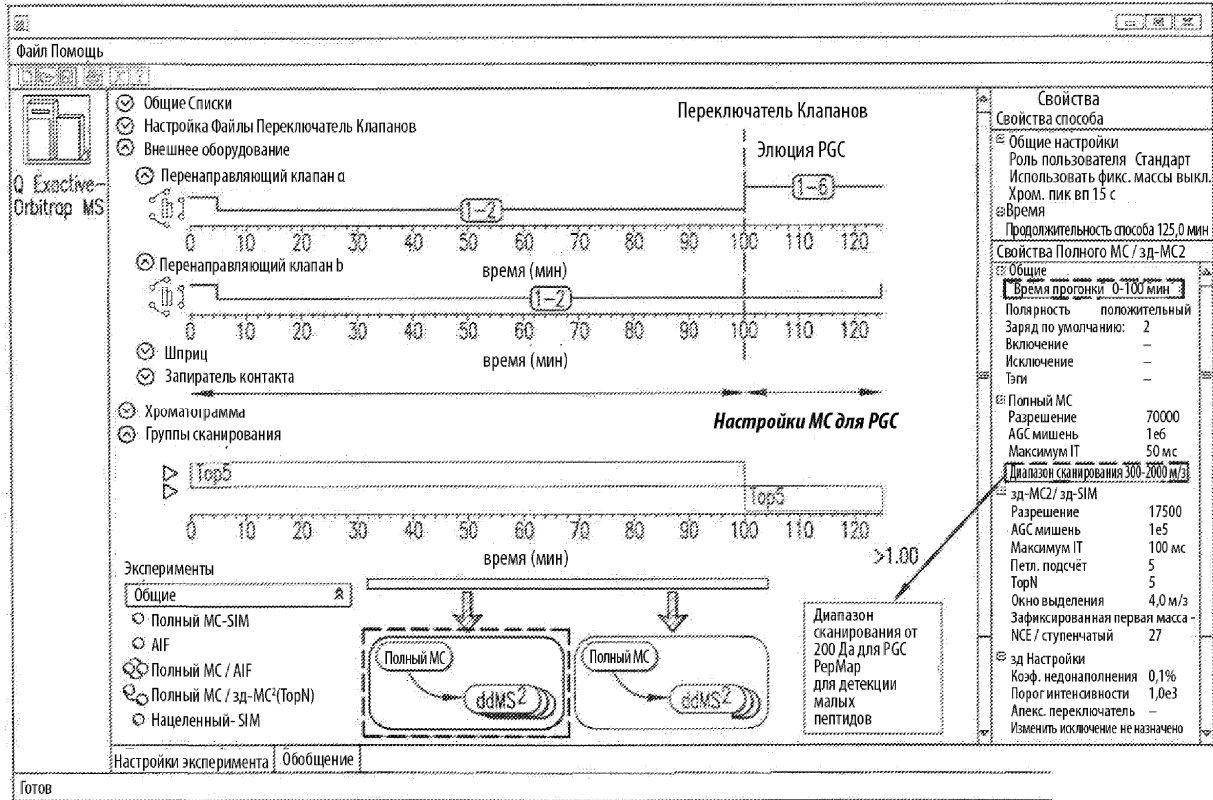 Файл Помощь
Q Exactive-
Orbitrap MS
Общие Списки
Настройка Файлы Переключатель Клапанов
Внешнее оборудование
Переключатель Клапанов
Элюция PGC
Перенаправляющий клапан a
1-2
1-6
0 10 20 30 40 50 60 70 80 90 100 110 120
время (мин)
Перенаправляющий клапан b
1-2
0 10 20 30 40 50 60 70 80 90 100 110 120
время (мин)
Шприц
Запиратель контакта
Хроматограмма
Настройки МС для PGC
Группы сканирования
Top5
Top5
0 10 20 30 40 50 60 70 80 90 100 110 120
время (мин)
>1.00
Эксперименты
Общие
Полный МС-SIM
AIF
Полный МС / AIF
Полный МС / зд-МС²(TopN)
Нацеленный- SIM
Полный МС
ddMS²
Полный МС
ddMS²
Диапазон
сканирования от
200 Да для PGC
PepMap
для детекции
малых
пептидов
Настройки эксперимента
Обобщение
Готов
Свойства
Свойства способа
Общие настройки
Роль пользователя Стандарт
Использовать фикс. массы выкл.
Хром. пик вп 15 с
Время
Продолжительность способа 125,0 мин
Свойства Полного МС / зд-МС2
Общие
Время прогонки 0-100 мин
Полярность положительный
Заряд по умолчанию: 2
Включение –
Исключение –
Тэги –
Полный МС
Разрешение 70000
AGC мишень 1e6
Максимум IT 50 мс
Диапазон сканирования 300-2000 м/з
зд-МС2/ зд-SIM
Разрешение 17500
AGC мишень 1e5
Максимум IT 100 мс
Петл. подсчёт 5
TopN 5
Окно выделения 4,0 м/з
Зафиксированная первая масса -
NCE / ступенчатый 27
зд Настройки
Коэф. недонаполнения 0,1%
Порог интенсивности 1,0e3
Апекс. переключатель –
Изменить исключение не назначено